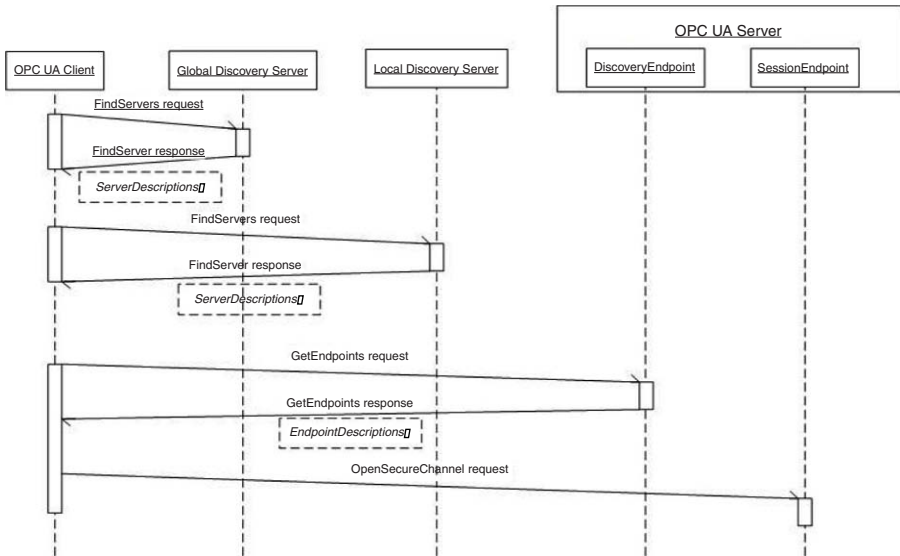 OPC UA Server
OPC UA Client
Global Discovery Server
Local Discovery Server
DiscoveryEndpoint
SessionEndpoint
FindServers request
FindServer response
ServerDescriptions[]
FindServers request
FindServer response
ServerDescriptions[]
GetEndpoints request
GetEndpoints response
EndpointDescriptions[]
OpenSecureChannel request